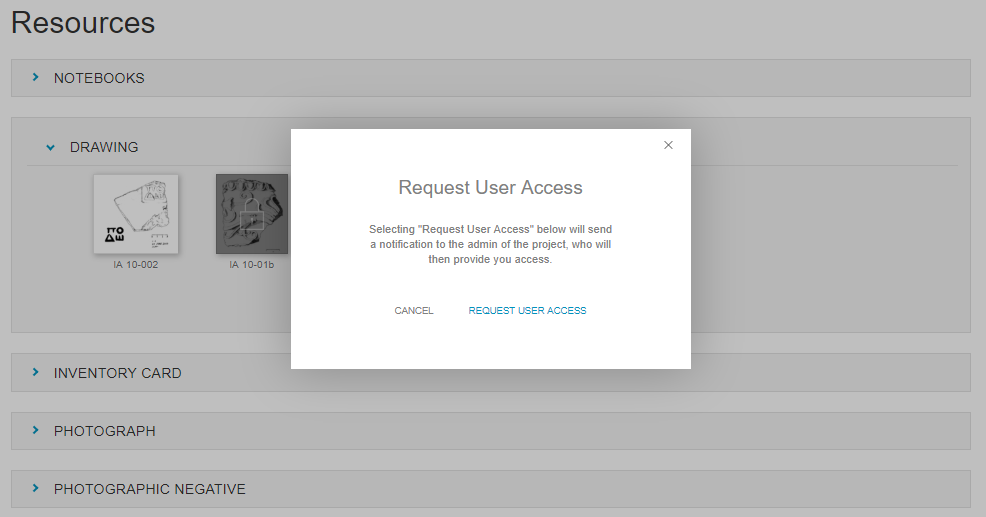 Resources
NOTEBOOKS
DRAWING
IA 10-002
IA 10-01b
Request User Access
Selecting "Request User Access" below will send
a notification to the admin of the project, who will
then provide you access.
CANCEL
REQUEST USER ACCESS
INVENTORY CARD
PHOTOGRAPH
PHOTOGRAPHIC NEGATIVE